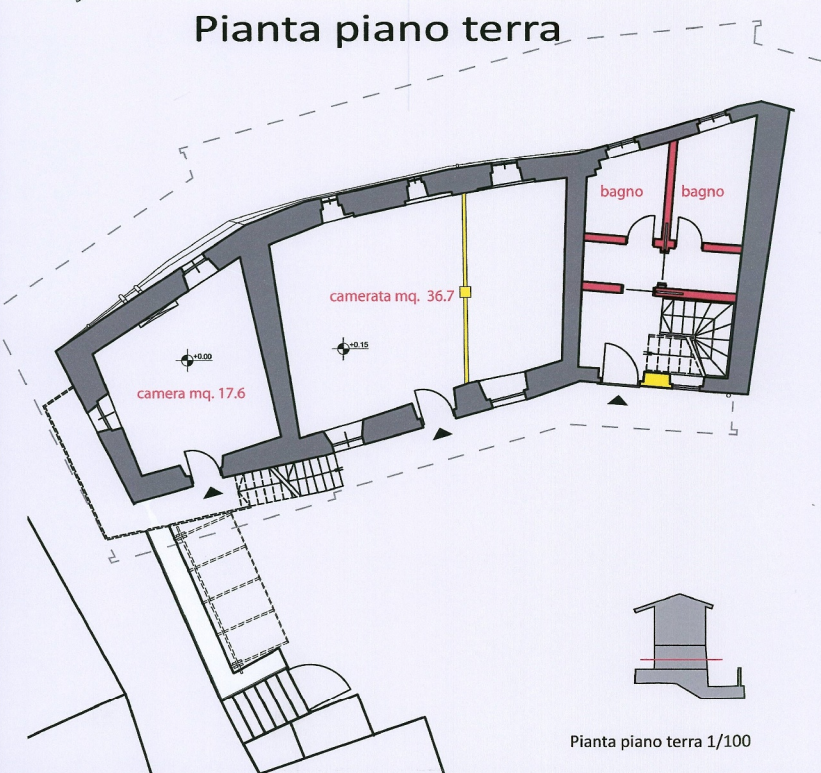 Pianta piano terra
bagno
bagno
camerata mq. 36.7
+0.15
+0.00
camera mq. 17.6
Pianta piano terra 1/100